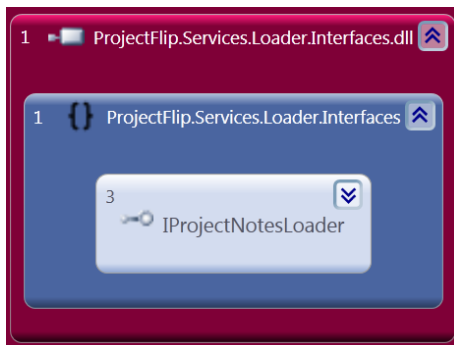 1 ProjectFlip.Services.Loader.Interfaces.dll
1 {} ProjectFlip.Services.Loader.Interfaces
3
IProjectNotesLoader